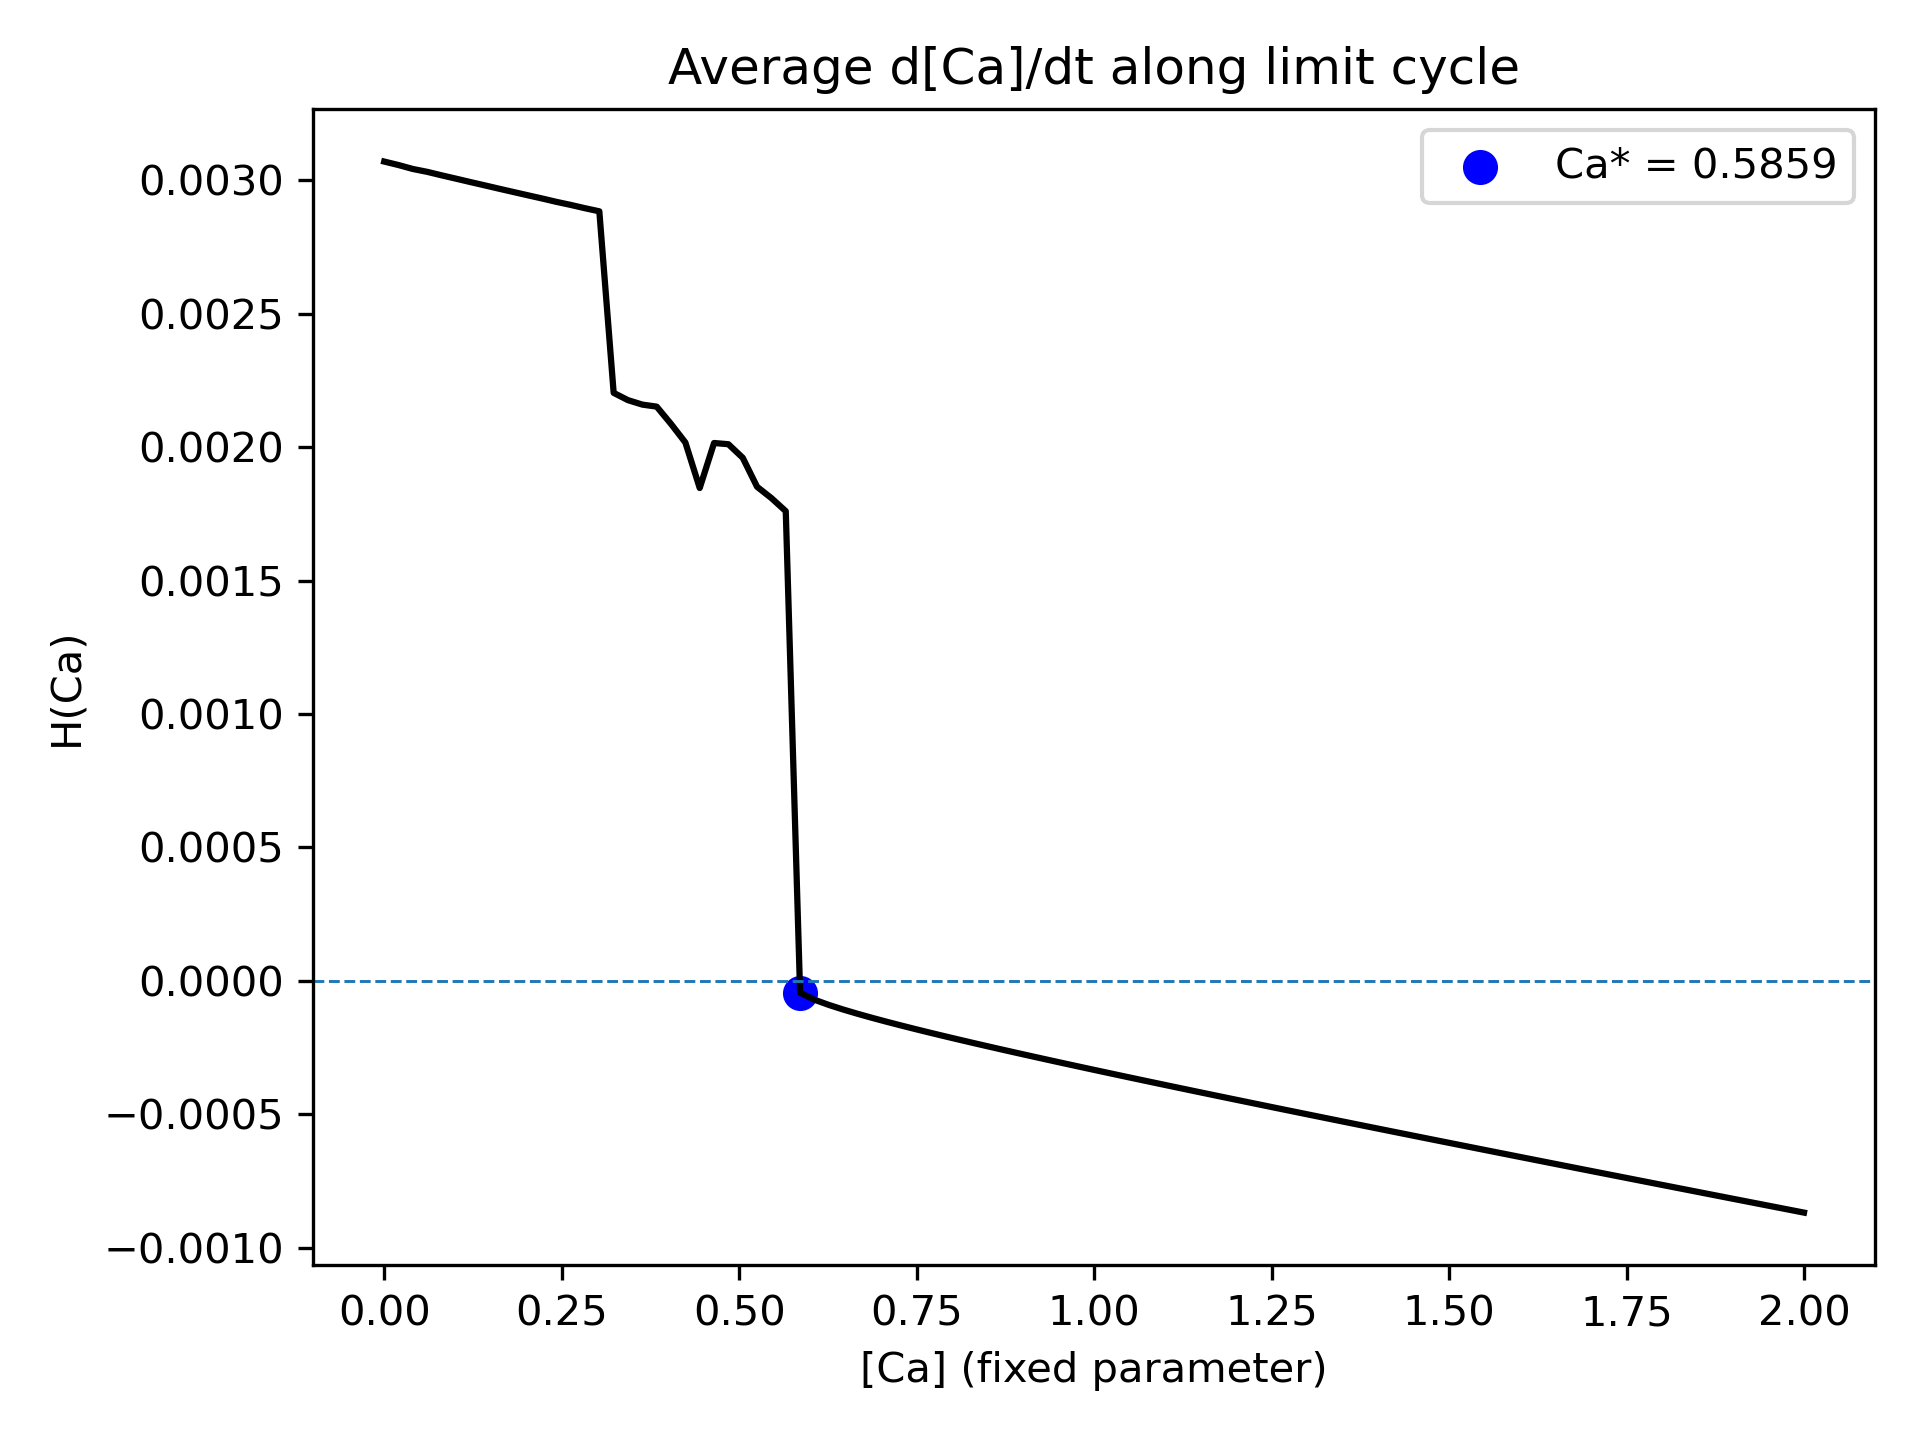 Average d[Ca]/dt along limit cycle
Ca* = 0.5859
0.0030
0.0025
0.0020
0.0015
0.0010
0.0005
0.0000
−0.0005
−0.0010
H(Ca)
0.00 0.25 0.50 0.75 1.00 1.25 1.50 1.75 2.00
[Ca] (fixed parameter)